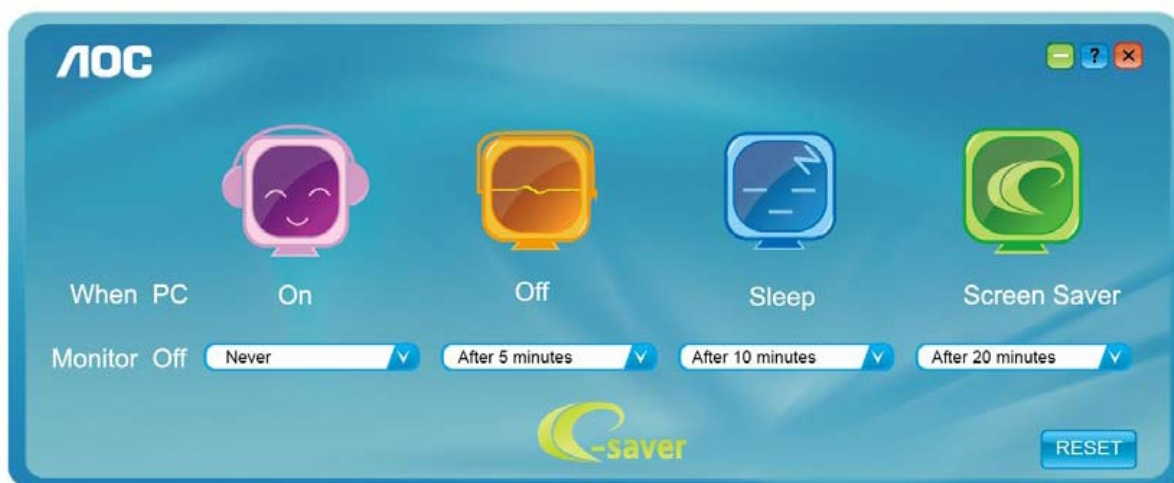 AOC
?
When PC On Off Sleep Screen Saver
Monitor Off Never After 5 minutes After 10 minutes After 20 minutes
e-saver
RESET